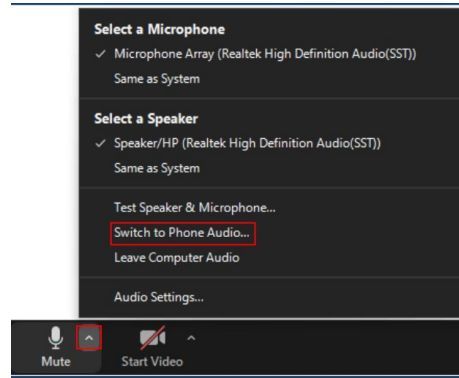 Select a Microphone
Microphone Array (Realtek High Definition Audio(SST))
Same as System
Select a Speaker
Speaker/HP (Realtek High Definition Audio(SST))
Same as System
Test Speaker & Microphone...
Switch to Phone Audio...
Leave Computer Audio
Audio Settings...
Mute
Start Video